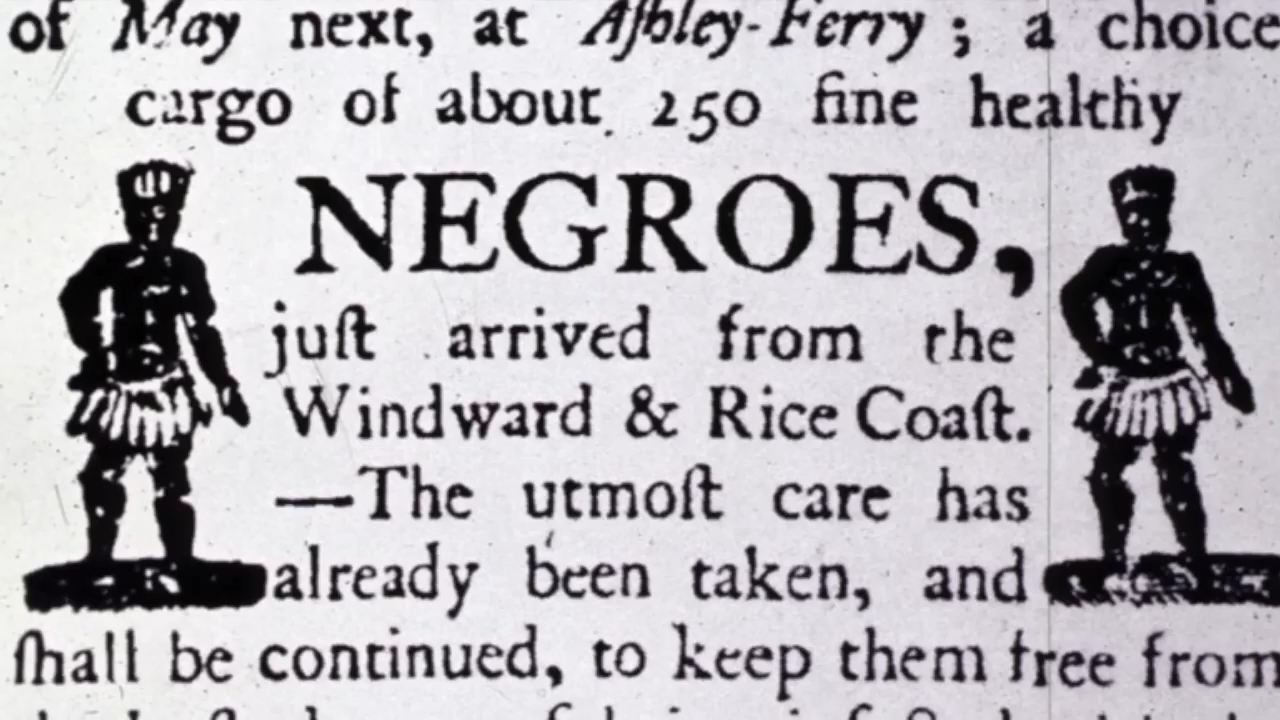 of May next, at Aſhley-Ferry ; a choice
cargo of about 250 fine healthy
NEGROES,
juſt arrived from the
Windward & Rice Coaſt.
—The utmoſt care has
already been taken, and
ſhall be continued, to keep them free from